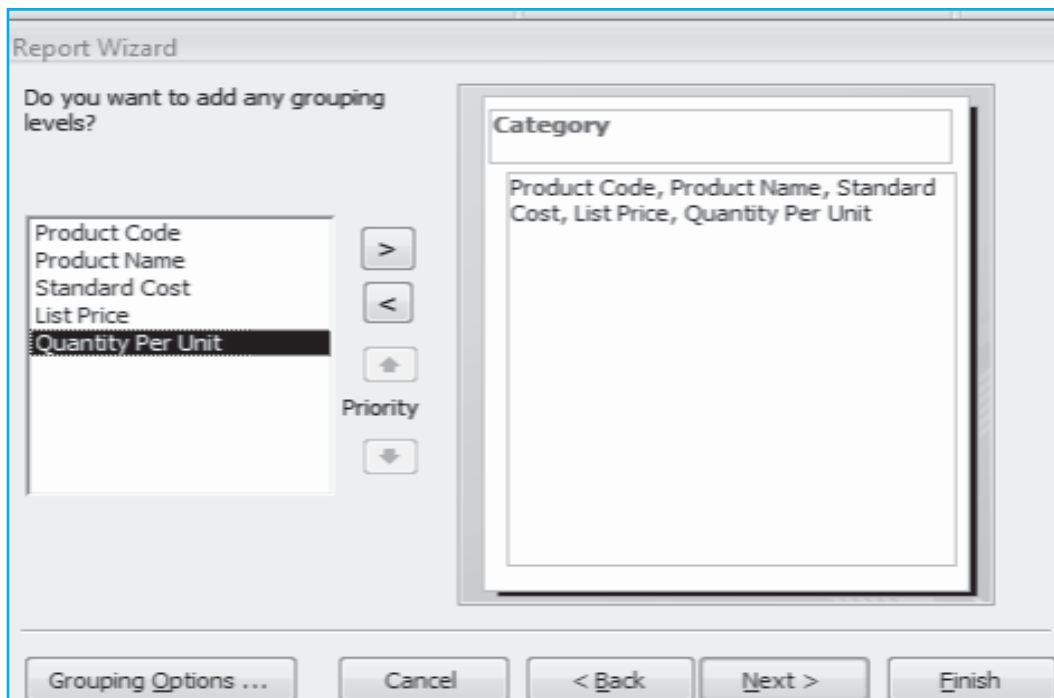 Report Wizard
Do you want to add any grouping
levels?
Product Code
Product Name
Standard Cost
List Price
Quantity Per Unit
>
<
Priority
Category
Product Code, Product Name, Standard
Cost, List Price, Quantity Per Unit
Grouping Options ...
Cancel
< Back
Next >
Finish